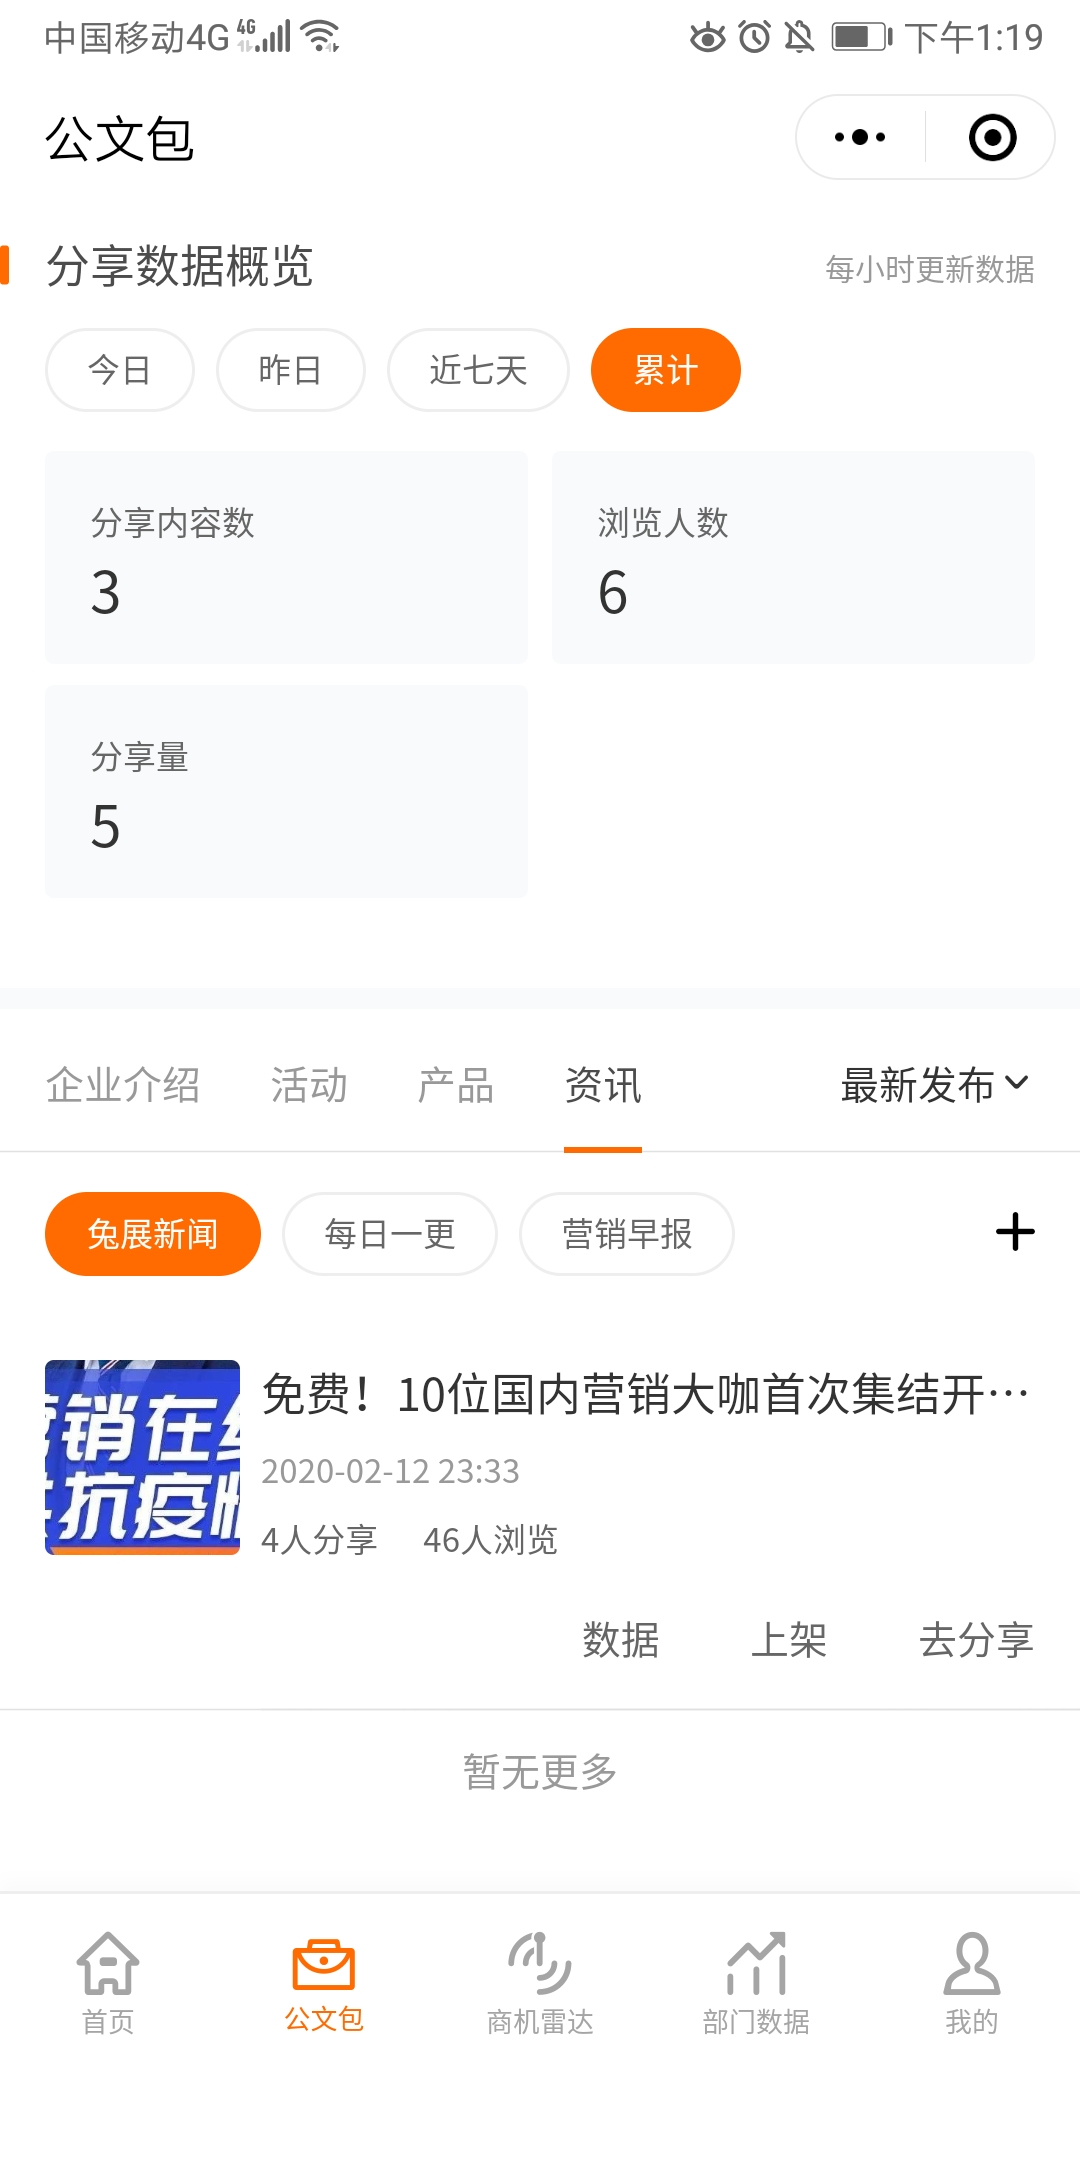 中国移动4G 4G 下午1:19
公文包
分享数据概览 每小时更新数据
今日 昨日 近七天 累计
分享内容数 浏览人数
3 6
分享量
5
企业介绍 活动 产品 资讯 最新发布
兔展新闻 每日一更 营销早报
免费！10位国内营销大咖首次集结开…
销在
抗疫
2020-02-12 23:33
4人分享 46人浏览
数据 上架 去分享
暂无更多
首页 公文包 商机雷达 部门数据 我的